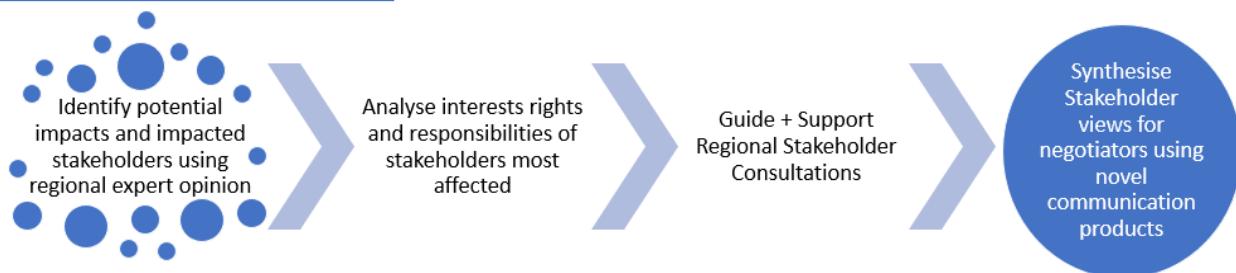 Identify potential
impacts and impacted
stakeholders using
regional expert opinion
Analyse interests rights
and responsibilities of
stakeholders most
affected
Guide + Support
Regional Stakeholder
Consultations
Synthesise
Stakeholder
views for
negotiators using
novel
communication
products